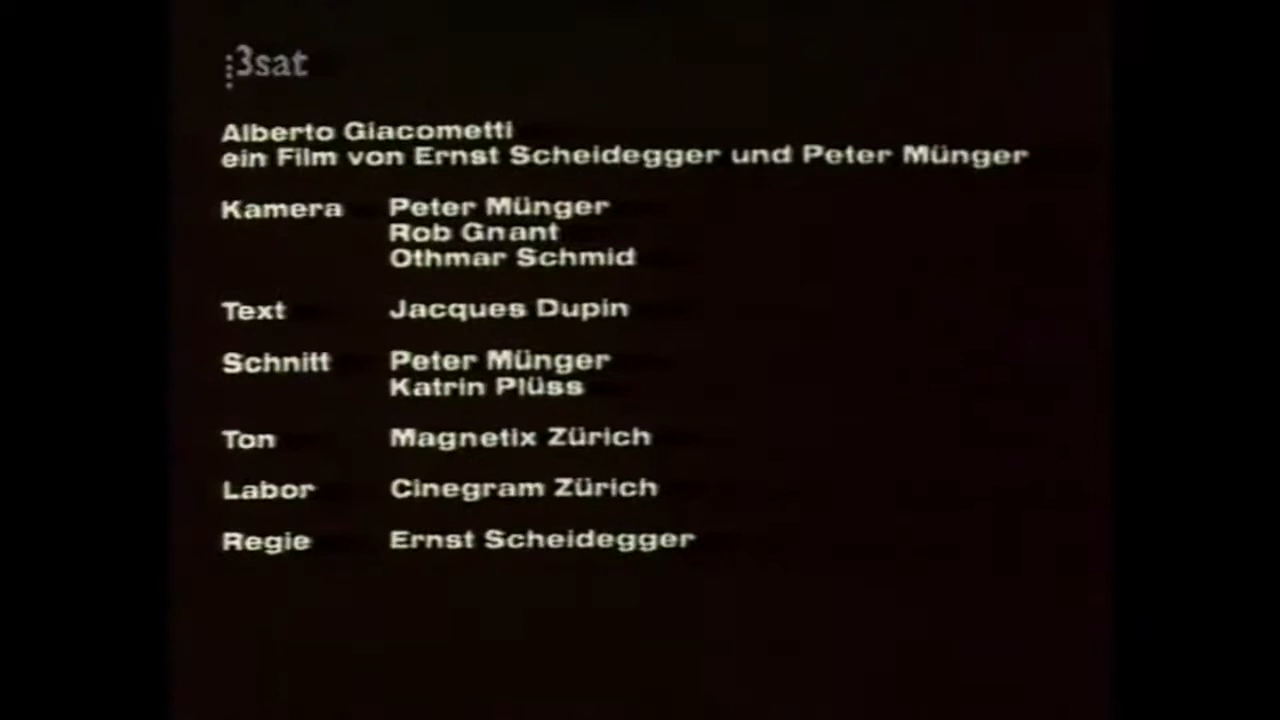 3sat
Alberto Giacometti
ein Film von Ernst Scheidegger und Peter Münger
Kamera Peter Münger
Rob Gnant
Othmar Schmid
Text Jacques Dupin
Schnitt Peter Münger
Katrin Plüss
Ton Magnetix Zürich
Labor Cinegram Zürich
Regie Ernst Scheidegger